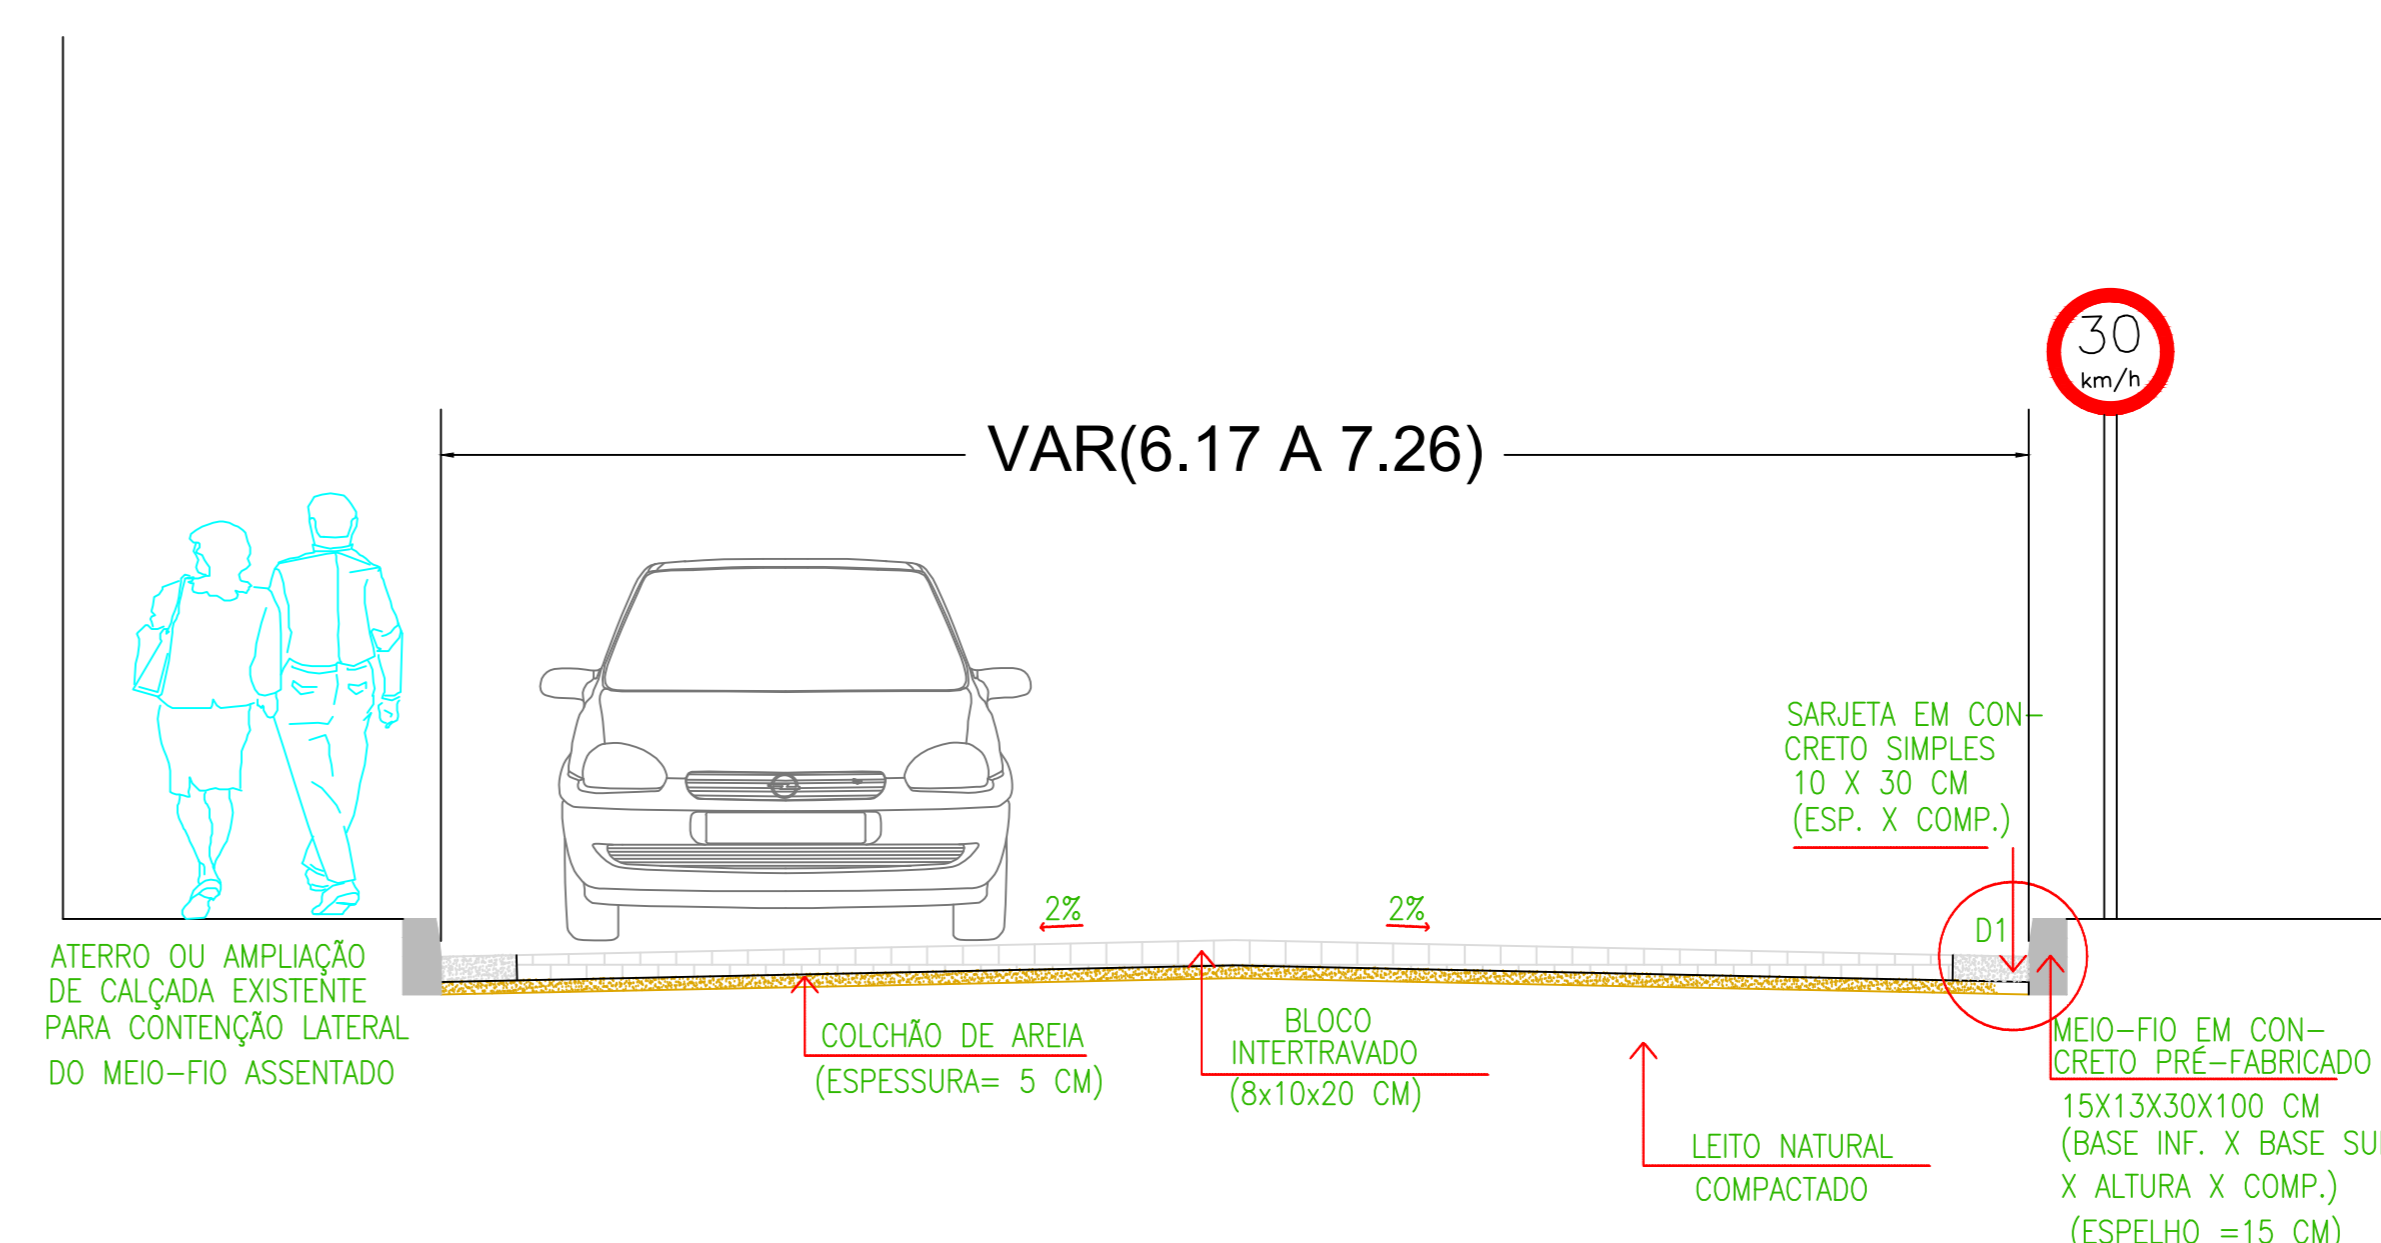 30
km/h
VAR(6.17 A 7.26)
SARJETA EM CON-
CRETO SIMPLES
10 X 30 CM
(ESP. X COMP.)
2%
2%
D1
ATERRO OU AMPLIAÇÃO
DE CALÇADA EXISTENTE
PARA CONTENÇÃO LATERAL
DO MEIO-FIO ASSENTADO
COLCHÃO DE AREIA
(ESPESSURA= 5 CM)
BLOCO
INTERTRAVADO
(8x10x20 CM)
LEITO NATURAL
COMPACTADO
MEIO-FIO EM CON-
CRETO PRÉ-FABRICADO
15X13X30X100 CM
(BASE INF. X BASE
X ALTURA X COMP.)
(ESPELHO =15 CM)